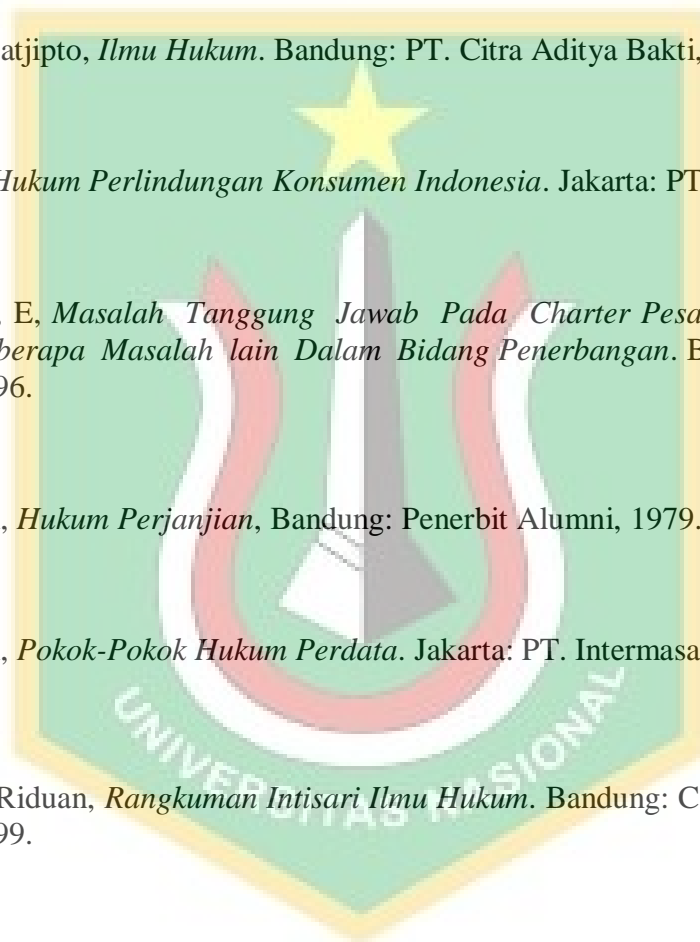 atjipto, Ilmu Hukum. Bandung: PT. Citra Aditya Bakti,
Hukum Perlindungan Konsumen Indonesia. Jakarta: PT
, E, Masalah Tanggung Jawab Pada Charter Pesa
berapa Masalah lain Dalam Bidang Penerbangan. B
96.
, Hukum Perjanjian, Bandung: Penerbit Alumni, 1979.
, Pokok-Pokok Hukum Perdata. Jakarta: PT. Intermasa
Riduan, Rangkuman Intisari Ilmu Hukum. Bandung: C
99.
UNIVERSITAS NASIONAL